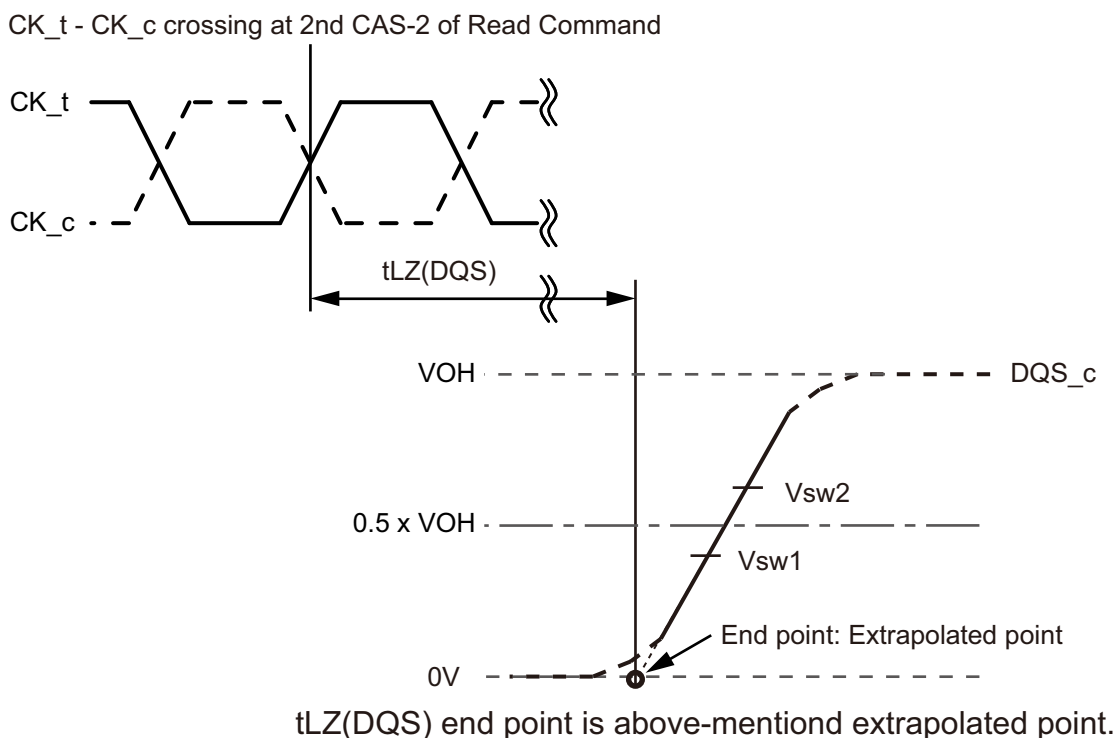 CK_t - CK_c crossing at 2nd CAS-2 of Read Command
CK_t
CK_c
tLZ(DQS)
VOH
DQS_c
Vsw2
0.5 x VOH
Vsw1
End point: Extrapolated point
0V
tLZ(DQS) end point is above-mentiond extrapolated point.